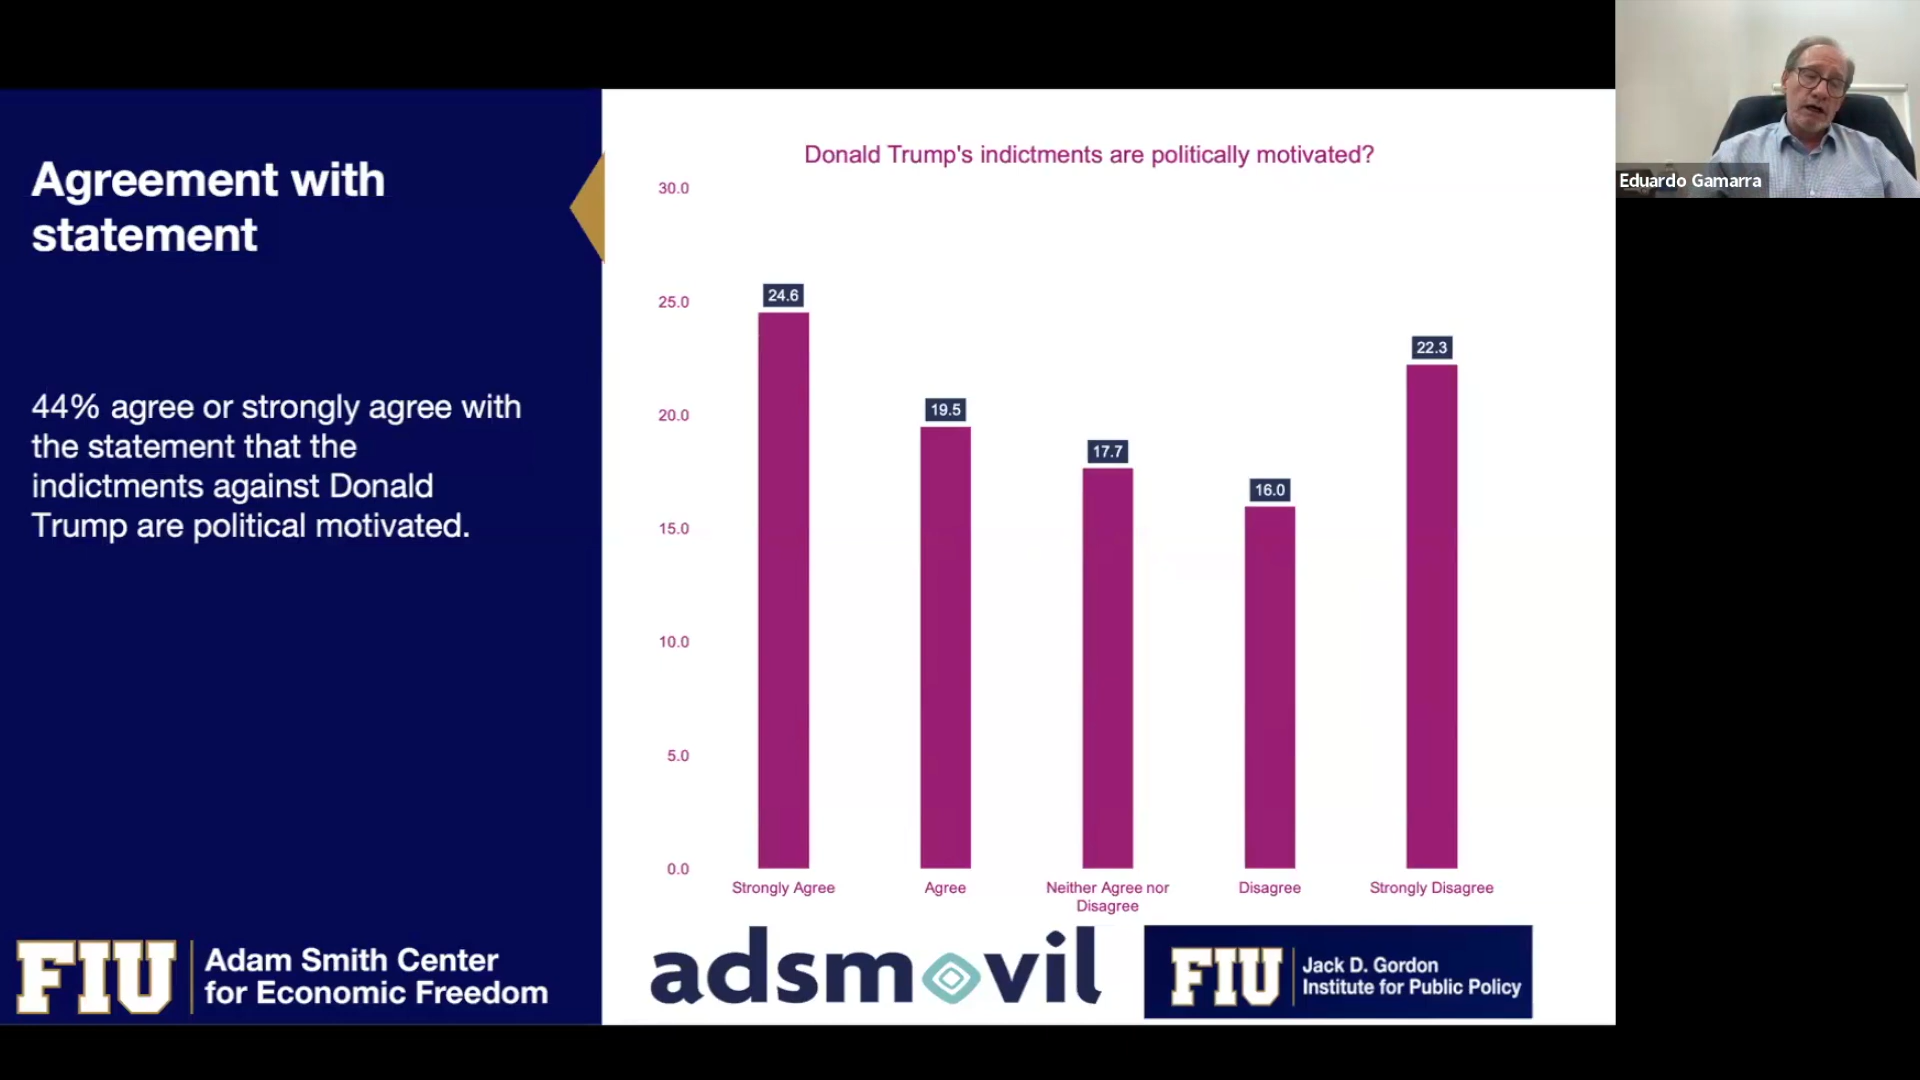 Agreement with
statement
44% agree or strongly agree with
the statement that the
indictments against Donald
Trump are political motivated.
FIU
Adam Smith Center
for Economic Freedom
Donald Trump's indictments are politically motivated?
30.0
25.0
20.0
15.0
10.0
5.0
0.0
24.6
19.5
17.7
16.0
22.3
Strongly Agree
Agree
Neither Agree nor
Disagree
Disagree
Strongly Disagree
adsmovil
FIU
Jack D. Gordon
Institute for Public Policy
Eduardo Gamarra